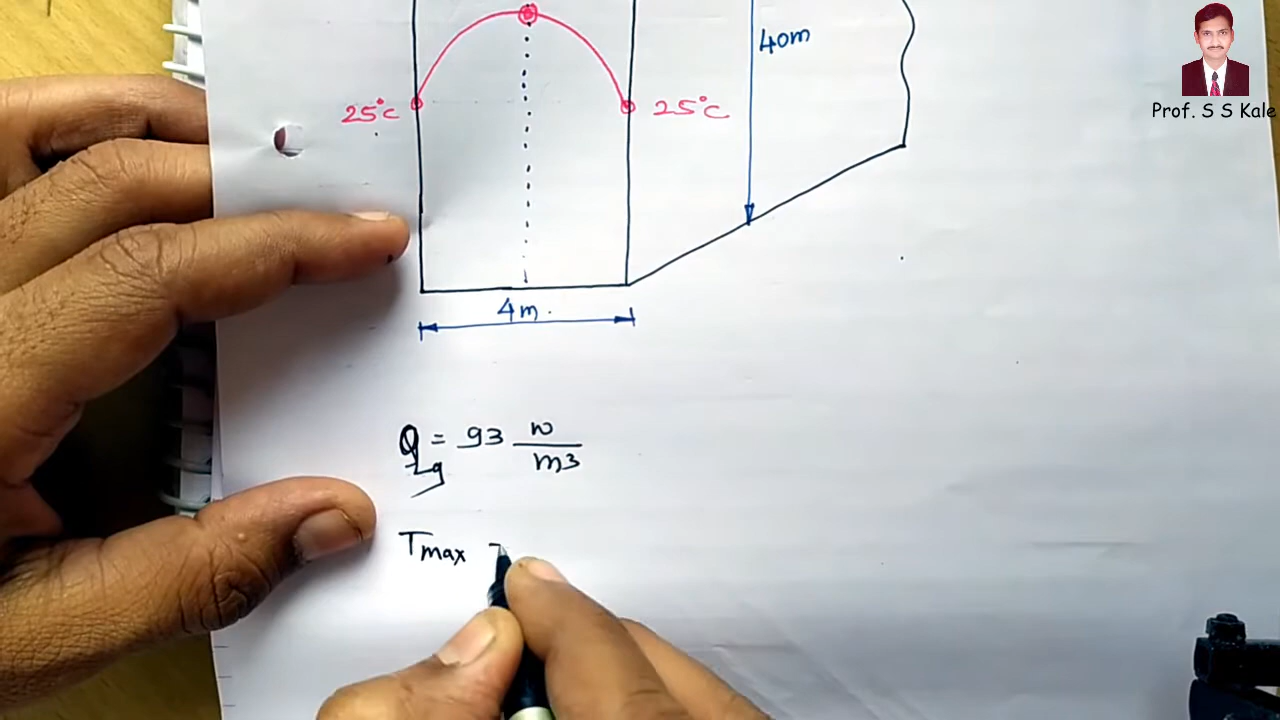 40m
Prof. S S Kale
25°C
25°C
4m.
Qg = 93 w/m3
Tmax